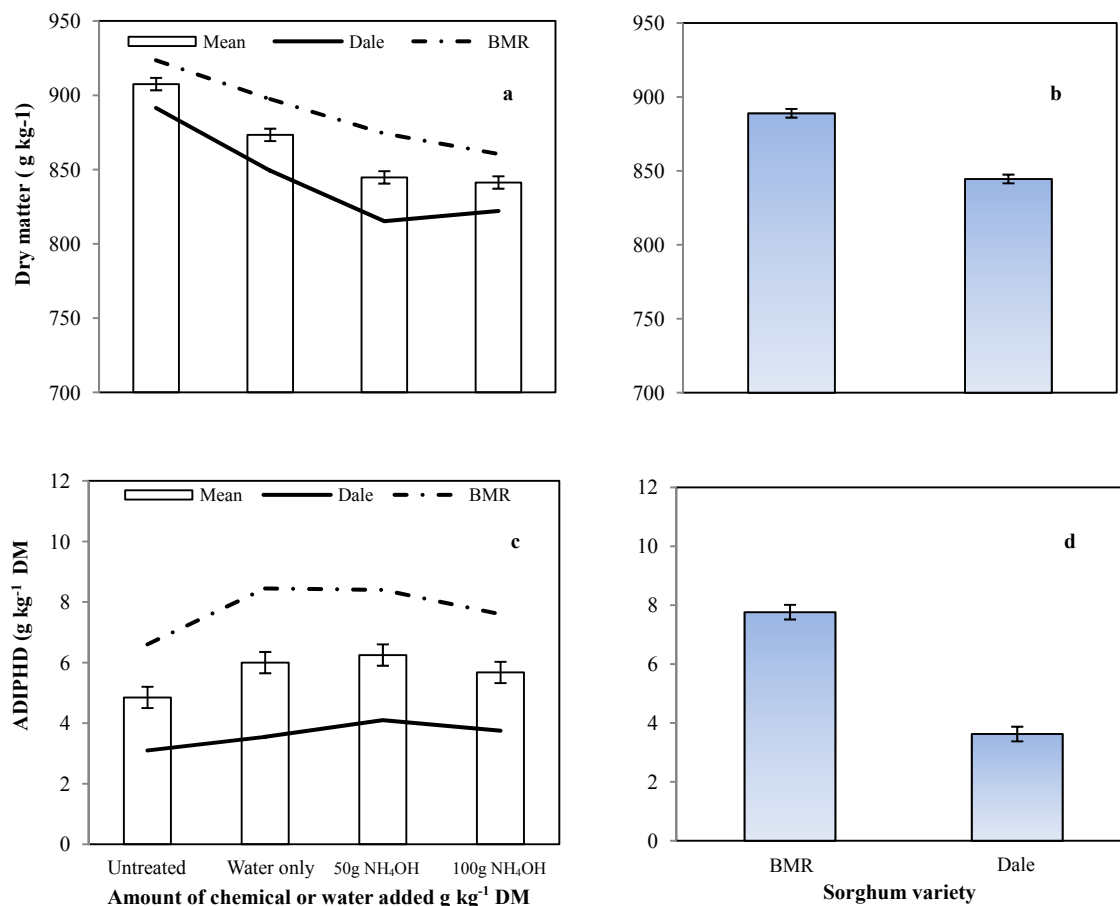 950
900
850
800
750
700
Dry matter ( g kg-1)
Mean Dale BMR
a
950
900
850
800
750
700
b
12
10
8
6
4
2
0
ADIPHD (g kg⁻¹ DM
Mean Dale BMR
c
Untreated Water only 50g NH₄OH 100g NH₄OH
Amount of chemical or water added g kg⁻¹ DM
12
10
8
6
4
2
0
d
BMR Dale
Sorghum variety